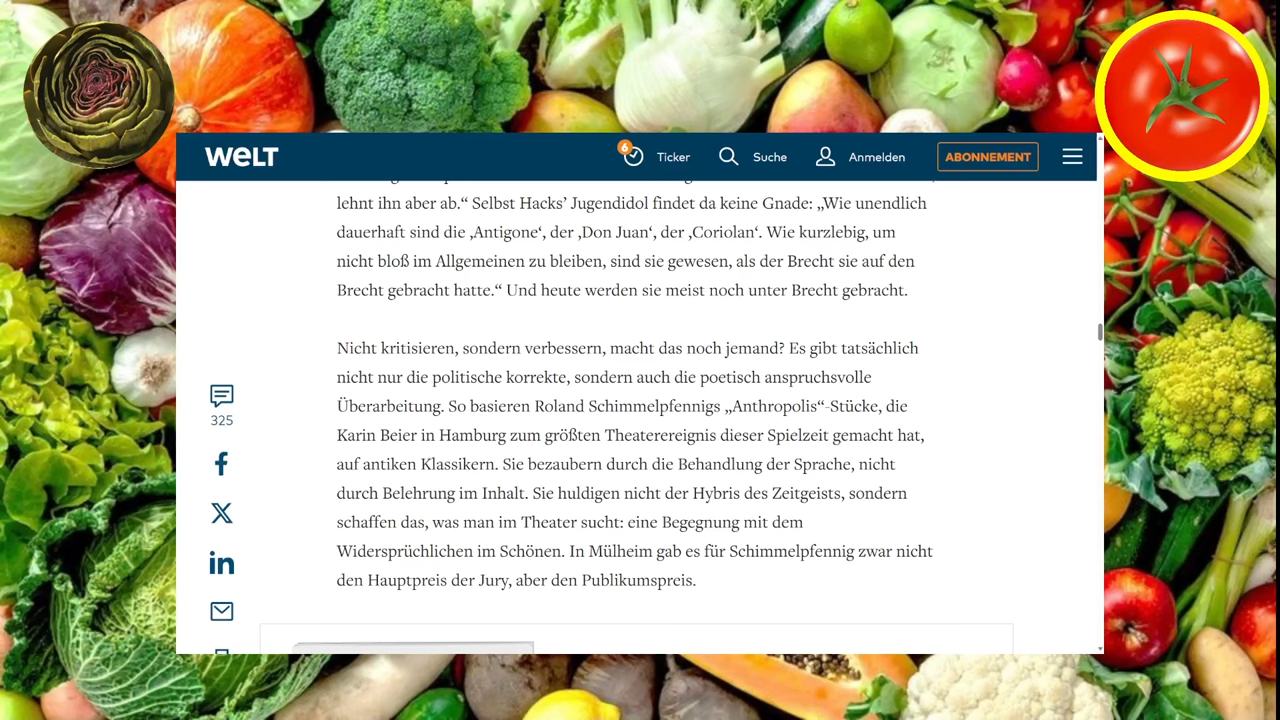 WELT
6
Ticker
Suche
Anmelden
ABONNEMENT
lehnt ihn aber ab.“ Selbst Hacks’ Jugendidol findet da keine Gnade: „Wie unendlich
dauerhaft sind die ‚Antigone‘, der ‚Don Juan‘, der ‚Coriolan‘. Wie kurzlebig, um
nicht bloß im Allgemeinen zu bleiben, sind sie gewesen, als der Brecht sie auf den
Brecht gebracht hatte.“ Und heute werden sie meist noch unter Brecht gebracht.
Nicht kritisieren, sondern verbessern, macht das noch jemand? Es gibt tatsächlich
nicht nur die politische korrekte, sondern auch die poetisch anspruchsvolle
Überarbeitung. So basieren Roland Schimmelpfennigs „Anthropolis“-Stücke, die
Karin Beier in Hamburg zum größten Theaterereignis dieser Spielzeit gemacht hat,
auf antiken Klassikern. Sie bezaubern durch die Behandlung der Sprache, nicht
durch Belehrung im Inhalt. Sie huldigen nicht der Hybris des Zeitgeists, sondern
schaffen das, was man im Theater sucht: eine Begegnung mit dem
Widersprüchlichen im Schönen. In Mülheim gab es für Schimmelpfennig zwar nicht
den Hauptpreis der Jury, aber den Publikumspreis.
325